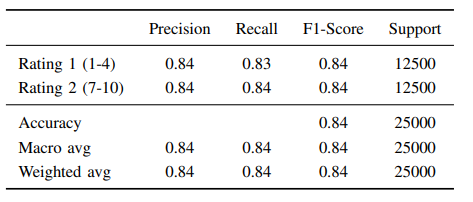 Precision Recall F1-Score Support
Rating 1 (1-4) 0.84 0.83 0.84 12500
Rating 2 (7-10) 0.84 0.84 0.84 12500
Accuracy 0.84 25000
Macro avg 0.84 0.84 0.84 25000
Weighted avg 0.84 0.84 0.84 25000